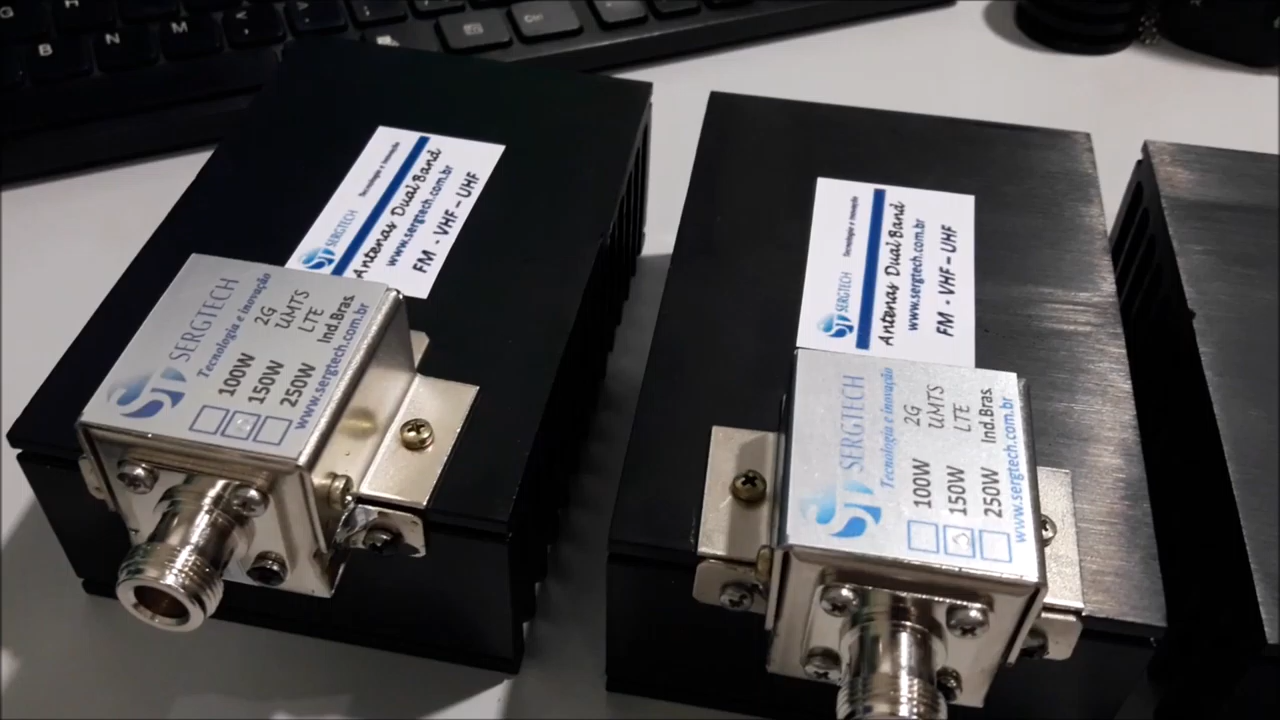 B
N
M
Ctrl
SERGTECH
Tecnologia e inovação
Antenas Dual Band
www.sergtech.com.br
FM - VHF - UHF
SERGTECH
Tecnologia e inovação
100W 2G
150W UMTS
250W LTE
Ind.Bras.
www.sergtech.com.br
SERGTECH
Tecnologia e inovação
Antenas Dual Band
www.sergtech.com.br
FM - VHF - UHF
SERGTECH
Tecnologia e inovação
100W 2G
150W UMTS
250W LTE
Ind.Bras.
www.sergtech.com.br